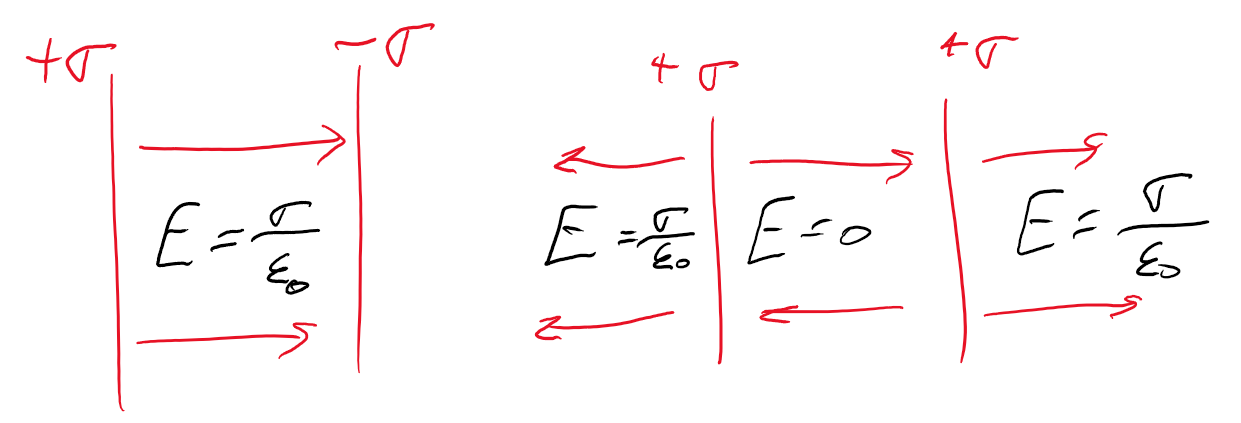 +σ
-σ
+σ
+σ
E = σ/ε₀
E = σ/ε₀
E = 0
E = σ/ε₀